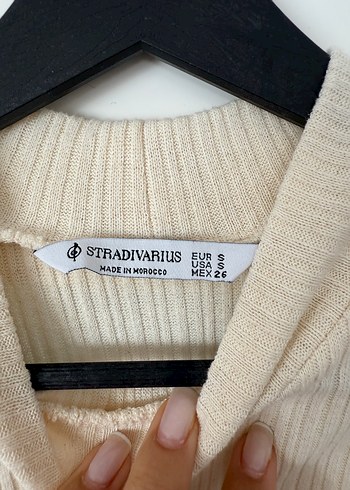 STRADIVARIUS
MADE IN MOROCCO
EUR S
USA S
MEX 26